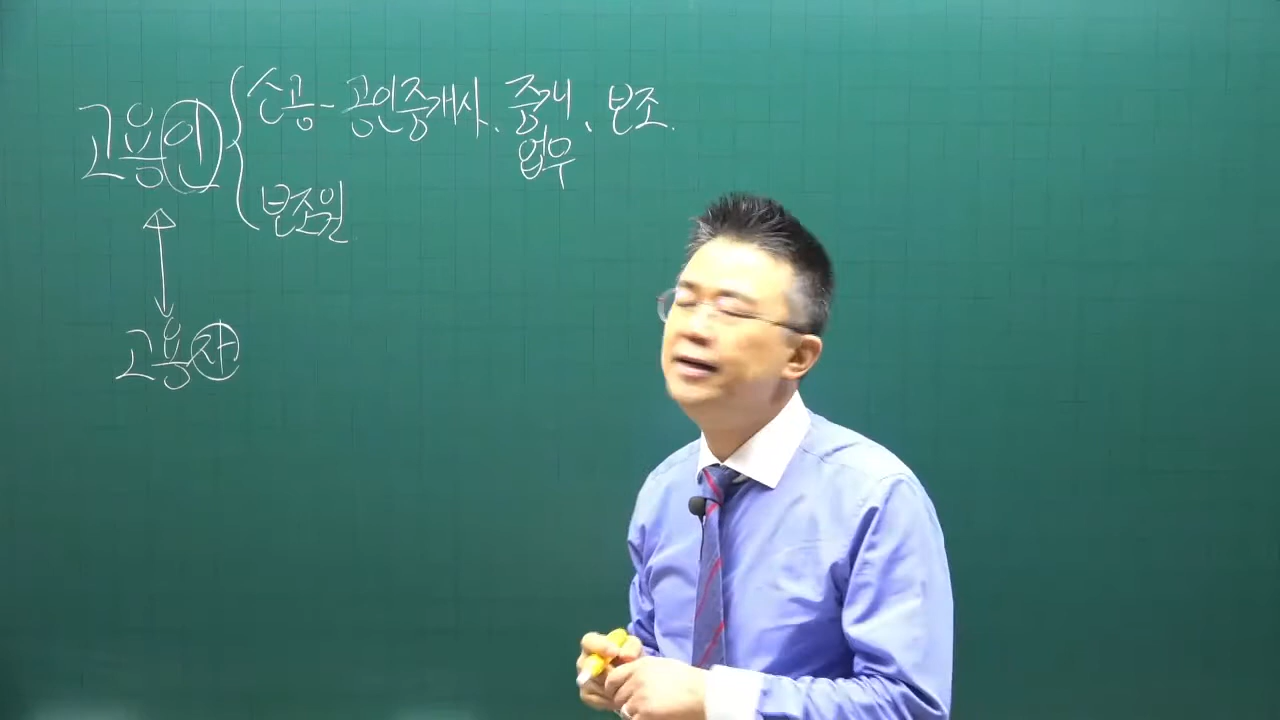 고용인 { 소공 - 공인중개사、 중개、 보조.
업무
보조원
고용자